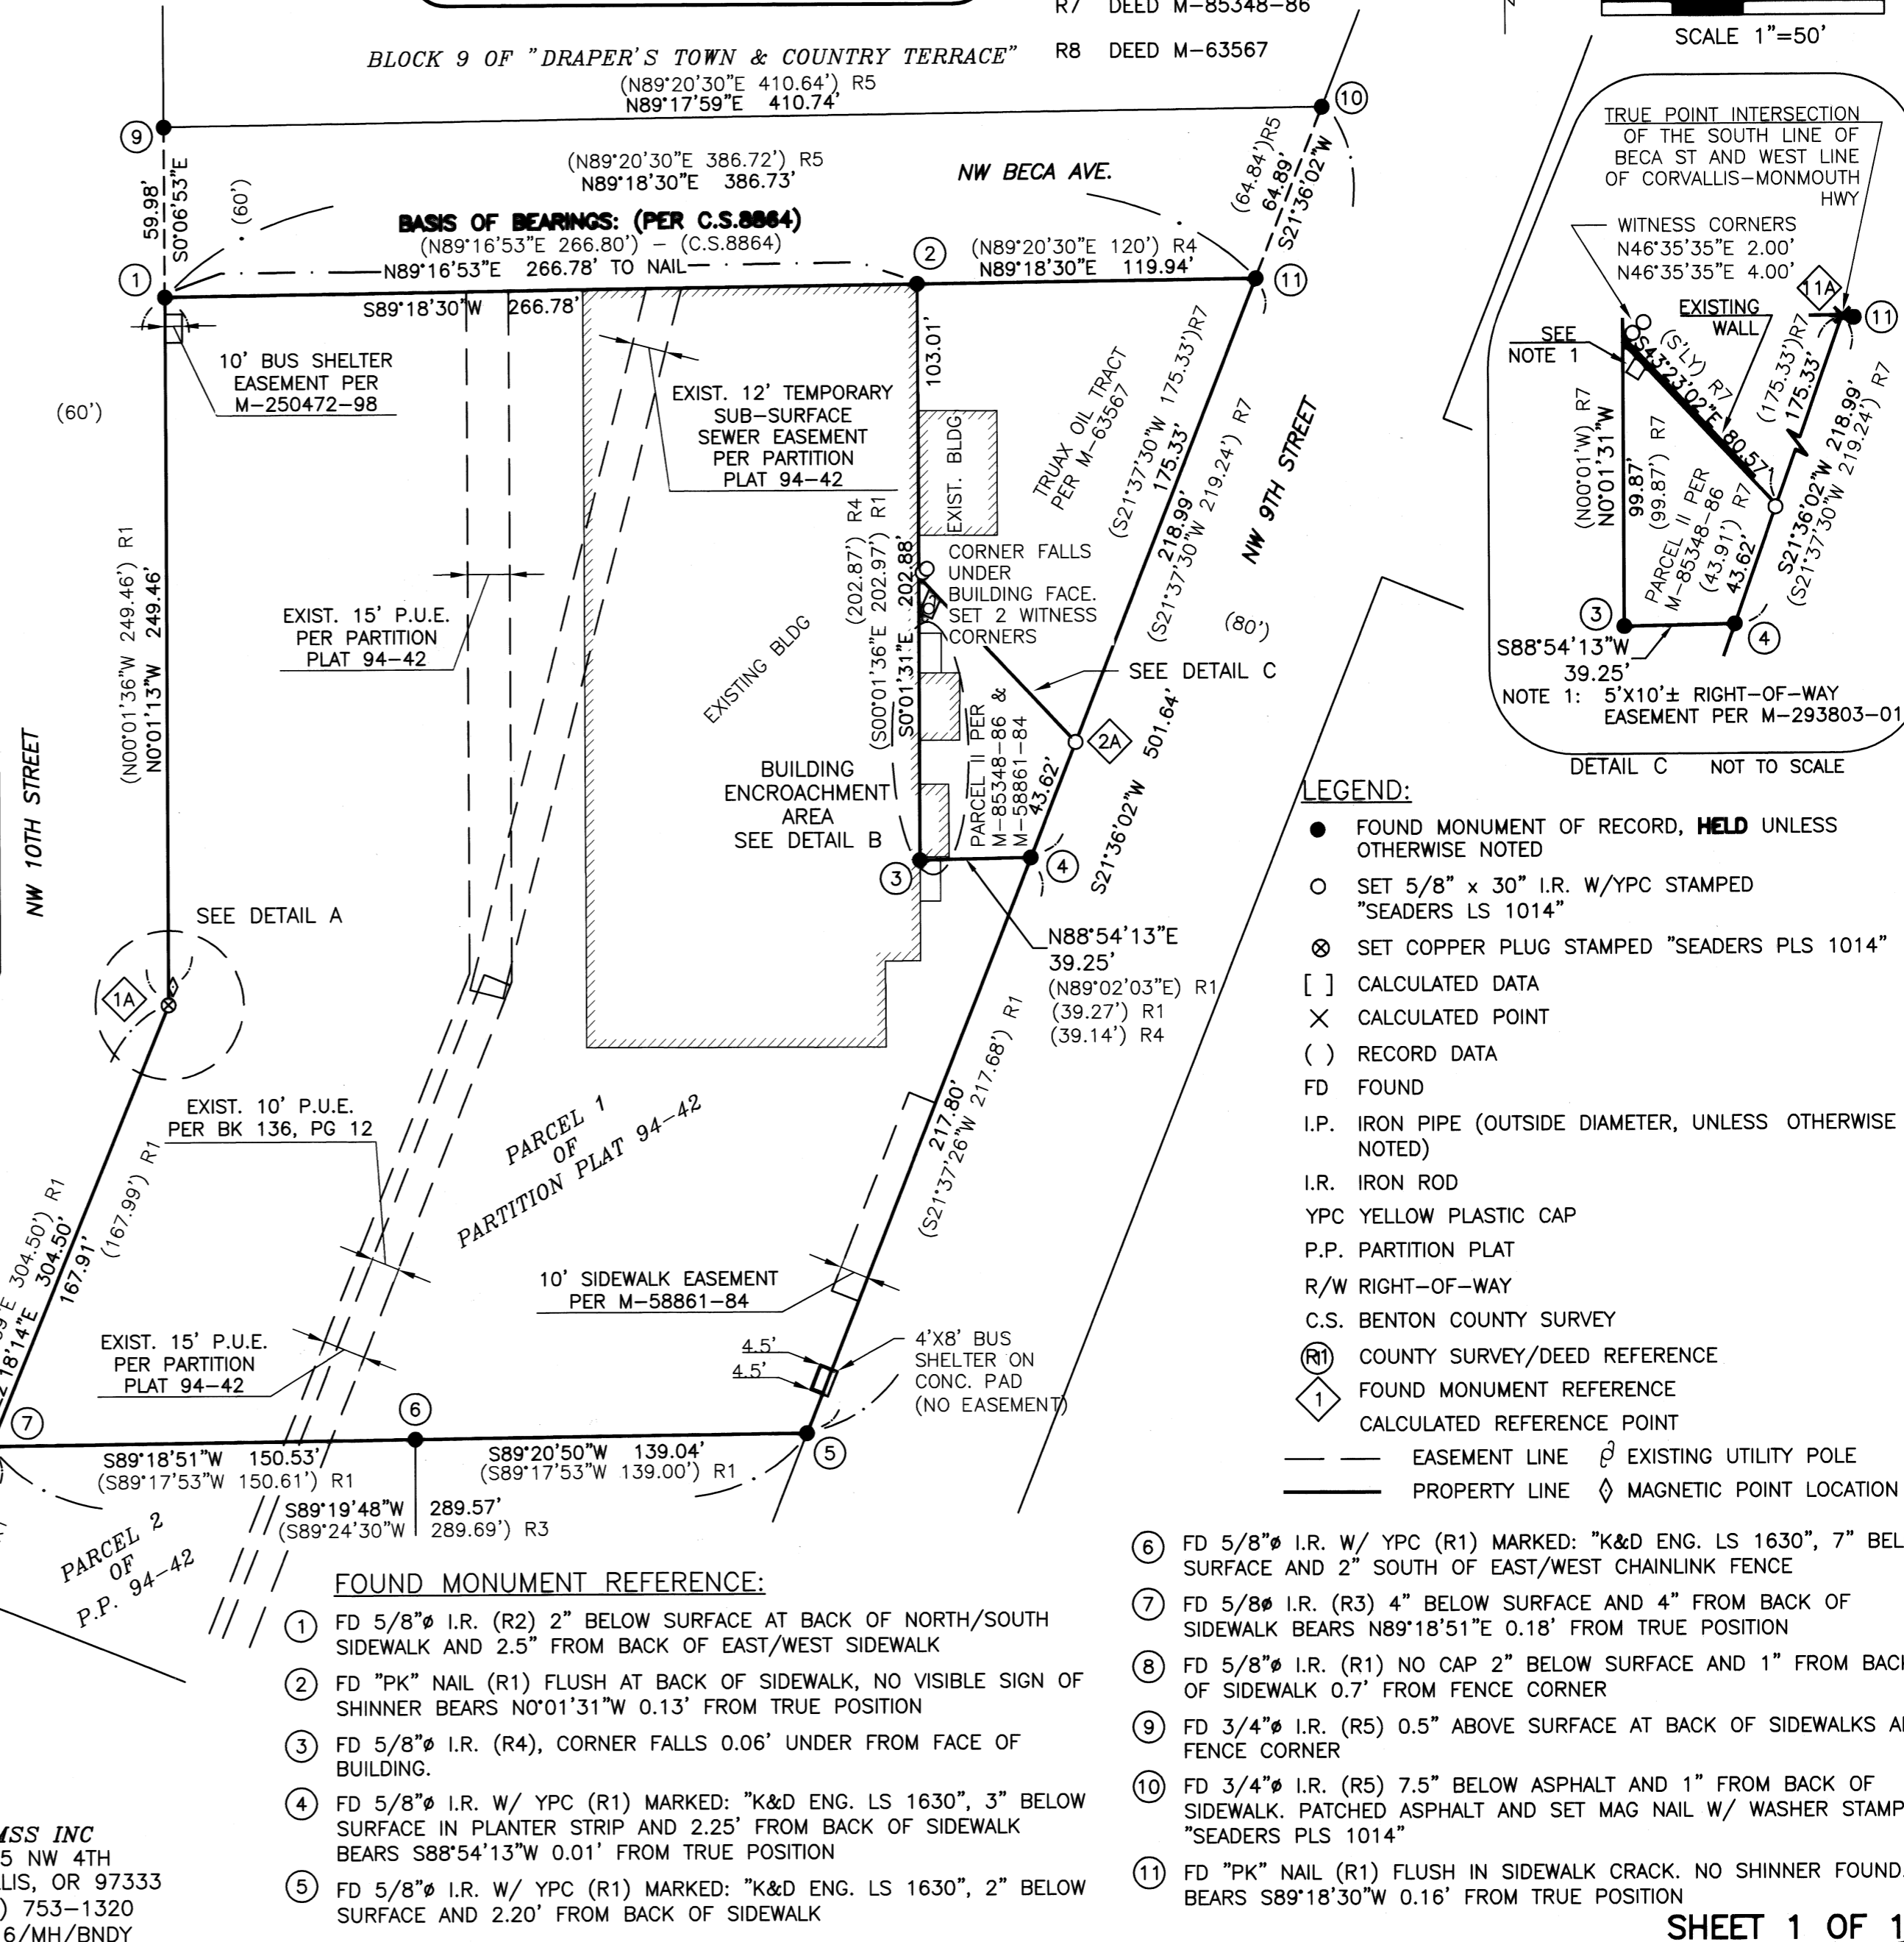 R7 DEED M-85348-86
R8 DEED M-63567
BLOCK 9 OF "DRAPER'S TOWN & COUNTRY TERRACE"
(N89°20'30"E 410.64') R5
N89°17'59"E 410.74'
9
10
59.98'
S0°06'53"E
(60')
(N89°20'30"E 386.72') R5
N89°18'30"E 386.73'
NW BECA AVE.
(64.84')R5
64.89'
S21°36'02"W
BASIS OF BEARINGS: (PER C.S.8864)
(N89°16'53"E 266.80') – (C.S.8864)
N89°16'53"E 266.78' TO NAIL
(N89°20'30"E 120') R4
N89°18'30"E 119.94'
1
2
11
S89°18'30"W 266.78'
10' BUS SHELTER
EASEMENT PER
M-250472-98
(60')
EXIST. 12' TEMPORARY
SUB-SURFACE
SEWER EASEMENT
PER PARTITION
PLAT 94-42
103.01'
EXIST. BLDG
TRUAX OIL TRACT
PER M-63567
(S21°37'30"W 175.33')R7
175.33'
218.99'
(S21°37'30"W 219.24') R7
NW 9TH STREET
(80')
(202.87') R4
(S00°01'36"E 202.97') R1
S0°01'31"E 202.88'
CORNER FALLS
UNDER
BUILDING FACE.
SET 2 WITNESS
CORNERS
SEE DETAIL C
EXIST. 15' P.U.E.
PER PARTITION
PLAT 94-42
(N00°01'36"W 249.46') R1
N0°01'13"W 249.46'
NW 10TH STREET
EXISTING BLDG
BUILDING
ENCROACHMENT
AREA
SEE DETAIL B
PARCEL II PER
M-85348-86 &
M-58861-84
43.62'
2A
S21°36'02"W 501.64'
3
4
N88°54'13"E
39.25'
(N89°02'03"E) R1
(39.27') R1
(39.14') R4
SEE DETAIL A
1A
EXIST. 10' P.U.E.
PER BK 136, PG 12
PARCEL 1
OF
PARTITION PLAT 94-42
217.80'
(S21°37'26"W 217.68') R1
304.50') R1
304.50'
18'14"E
167.91'
(167.99') R1
10' SIDEWALK EASEMENT
PER M-58861-84
EXIST. 15' P.U.E.
PER PARTITION
PLAT 94-42
4.5'
4.5'
4'X8' BUS
SHELTER ON
CONC. PAD
(NO EASEMENT)
7
6
5
S89°18'51"W 150.53'
(S89°17'53"W 150.61') R1
S89°20'50"W 139.04'
(S89°17'53"W 139.00') R1
S89°19'48"W 289.57'
(S89°24'30"W 289.69') R3
PARCEL 2
OF
P.P. 94-42
SCALE 1"=50'
TRUE POINT INTERSECTION
OF THE SOUTH LINE OF
BECA ST AND WEST LINE
OF CORVALLIS-MONMOUTH
HWY
WITNESS CORNERS
N46°35'35"E 2.00'
N46°35'35"E 4.00'
11A
11
EXISTING
WALL
SEE
NOTE 1
(S'LY) R7
S43°23'02"E 80.57'
(175.33')R7
175.33'
S21°36'02"W 218.99'
(S21°37'30"W 219.24') R7
(N00°01'W) R7
N0°01'31"W
99.87'
(99.87') R7
PARCEL II PER
M-85348-86
(43.91') R7
43.62'
3
4
S88°54'13"W
39.25'
NOTE 1: 5'X10'± RIGHT-OF-WAY
EASEMENT PER M-293803-01
DETAIL C NOT TO SCALE
LEGEND:
FOUND MONUMENT OF RECORD, HELD UNLESS
OTHERWISE NOTED
SET 5/8" x 30" I.R. W/YPC STAMPED
"SEADERS LS 1014"
SET COPPER PLUG STAMPED "SEADERS PLS 1014"
[ ] CALCULATED DATA
CALCULATED POINT
( ) RECORD DATA
FD FOUND
I.P. IRON PIPE (OUTSIDE DIAMETER, UNLESS OTHERWISE
NOTED)
I.R. IRON ROD
YPC YELLOW PLASTIC CAP
P.P. PARTITION PLAT
R/W RIGHT-OF-WAY
C.S. BENTON COUNTY SURVEY
R1 COUNTY SURVEY/DEED REFERENCE
1 FOUND MONUMENT REFERENCE
CALCULATED REFERENCE POINT
EASEMENT LINE EXISTING UTILITY POLE
PROPERTY LINE MAGNETIC POINT LOCATION
FOUND MONUMENT REFERENCE:
1 FD 5/8"ø I.R. (R2) 2" BELOW SURFACE AT BACK OF NORTH/SOUTH
SIDEWALK AND 2.5" FROM BACK OF EAST/WEST SIDEWALK
2 FD "PK" NAIL (R1) FLUSH AT BACK OF SIDEWALK, NO VISIBLE SIGN OF
SHINNER BEARS N0°01'31"W 0.13' FROM TRUE POSITION
3 FD 5/8"ø I.R. (R4), CORNER FALLS 0.06' UNDER FROM FACE OF
BUILDING.
4 FD 5/8"ø I.R. W/ YPC (R1) MARKED: "K&D ENG. LS 1630", 3" BELOW
SURFACE IN PLANTER STRIP AND 2.25' FROM BACK OF SIDEWALK
BEARS S88°54'13"W 0.01' FROM TRUE POSITION
5 FD 5/8"ø I.R. W/ YPC (R1) MARKED: "K&D ENG. LS 1630", 2" BELOW
SURFACE AND 2.20' FROM BACK OF SIDEWALK
6 FD 5/8"ø I.R. W/ YPC (R1) MARKED: "K&D ENG. LS 1630", 7" BEL
SURFACE AND 2" SOUTH OF EAST/WEST CHAINLINK FENCE
7 FD 5/8ø I.R. (R3) 4" BELOW SURFACE AND 4" FROM BACK OF
SIDEWALK BEARS N89°18'51"E 0.18' FROM TRUE POSITION
8 FD 5/8"ø I.R. (R1) NO CAP 2" BELOW SURFACE AND 1" FROM BAC
OF SIDEWALK 0.7' FROM FENCE CORNER
9 FD 3/4"ø I.R. (R5) 0.5" ABOVE SURFACE AT BACK OF SIDEWALKS A
FENCE CORNER
10 FD 3/4"ø I.R. (R5) 7.5" BELOW ASPHALT AND 1" FROM BACK OF
SIDEWALK. PATCHED ASPHALT AND SET MAG NAIL W/ WASHER STAMP
"SEADERS PLS 1014"
11 FD "PK" NAIL (R1) FLUSH IN SIDEWALK CRACK. NO SHINNER FOUND.
BEARS S89°18'30"W 0.16' FROM TRUE POSITION
MSS INC
5 NW 4TH
LIS, OR 97333
) 753-1320
6/MH/BNDY
SHEET 1 OF 1